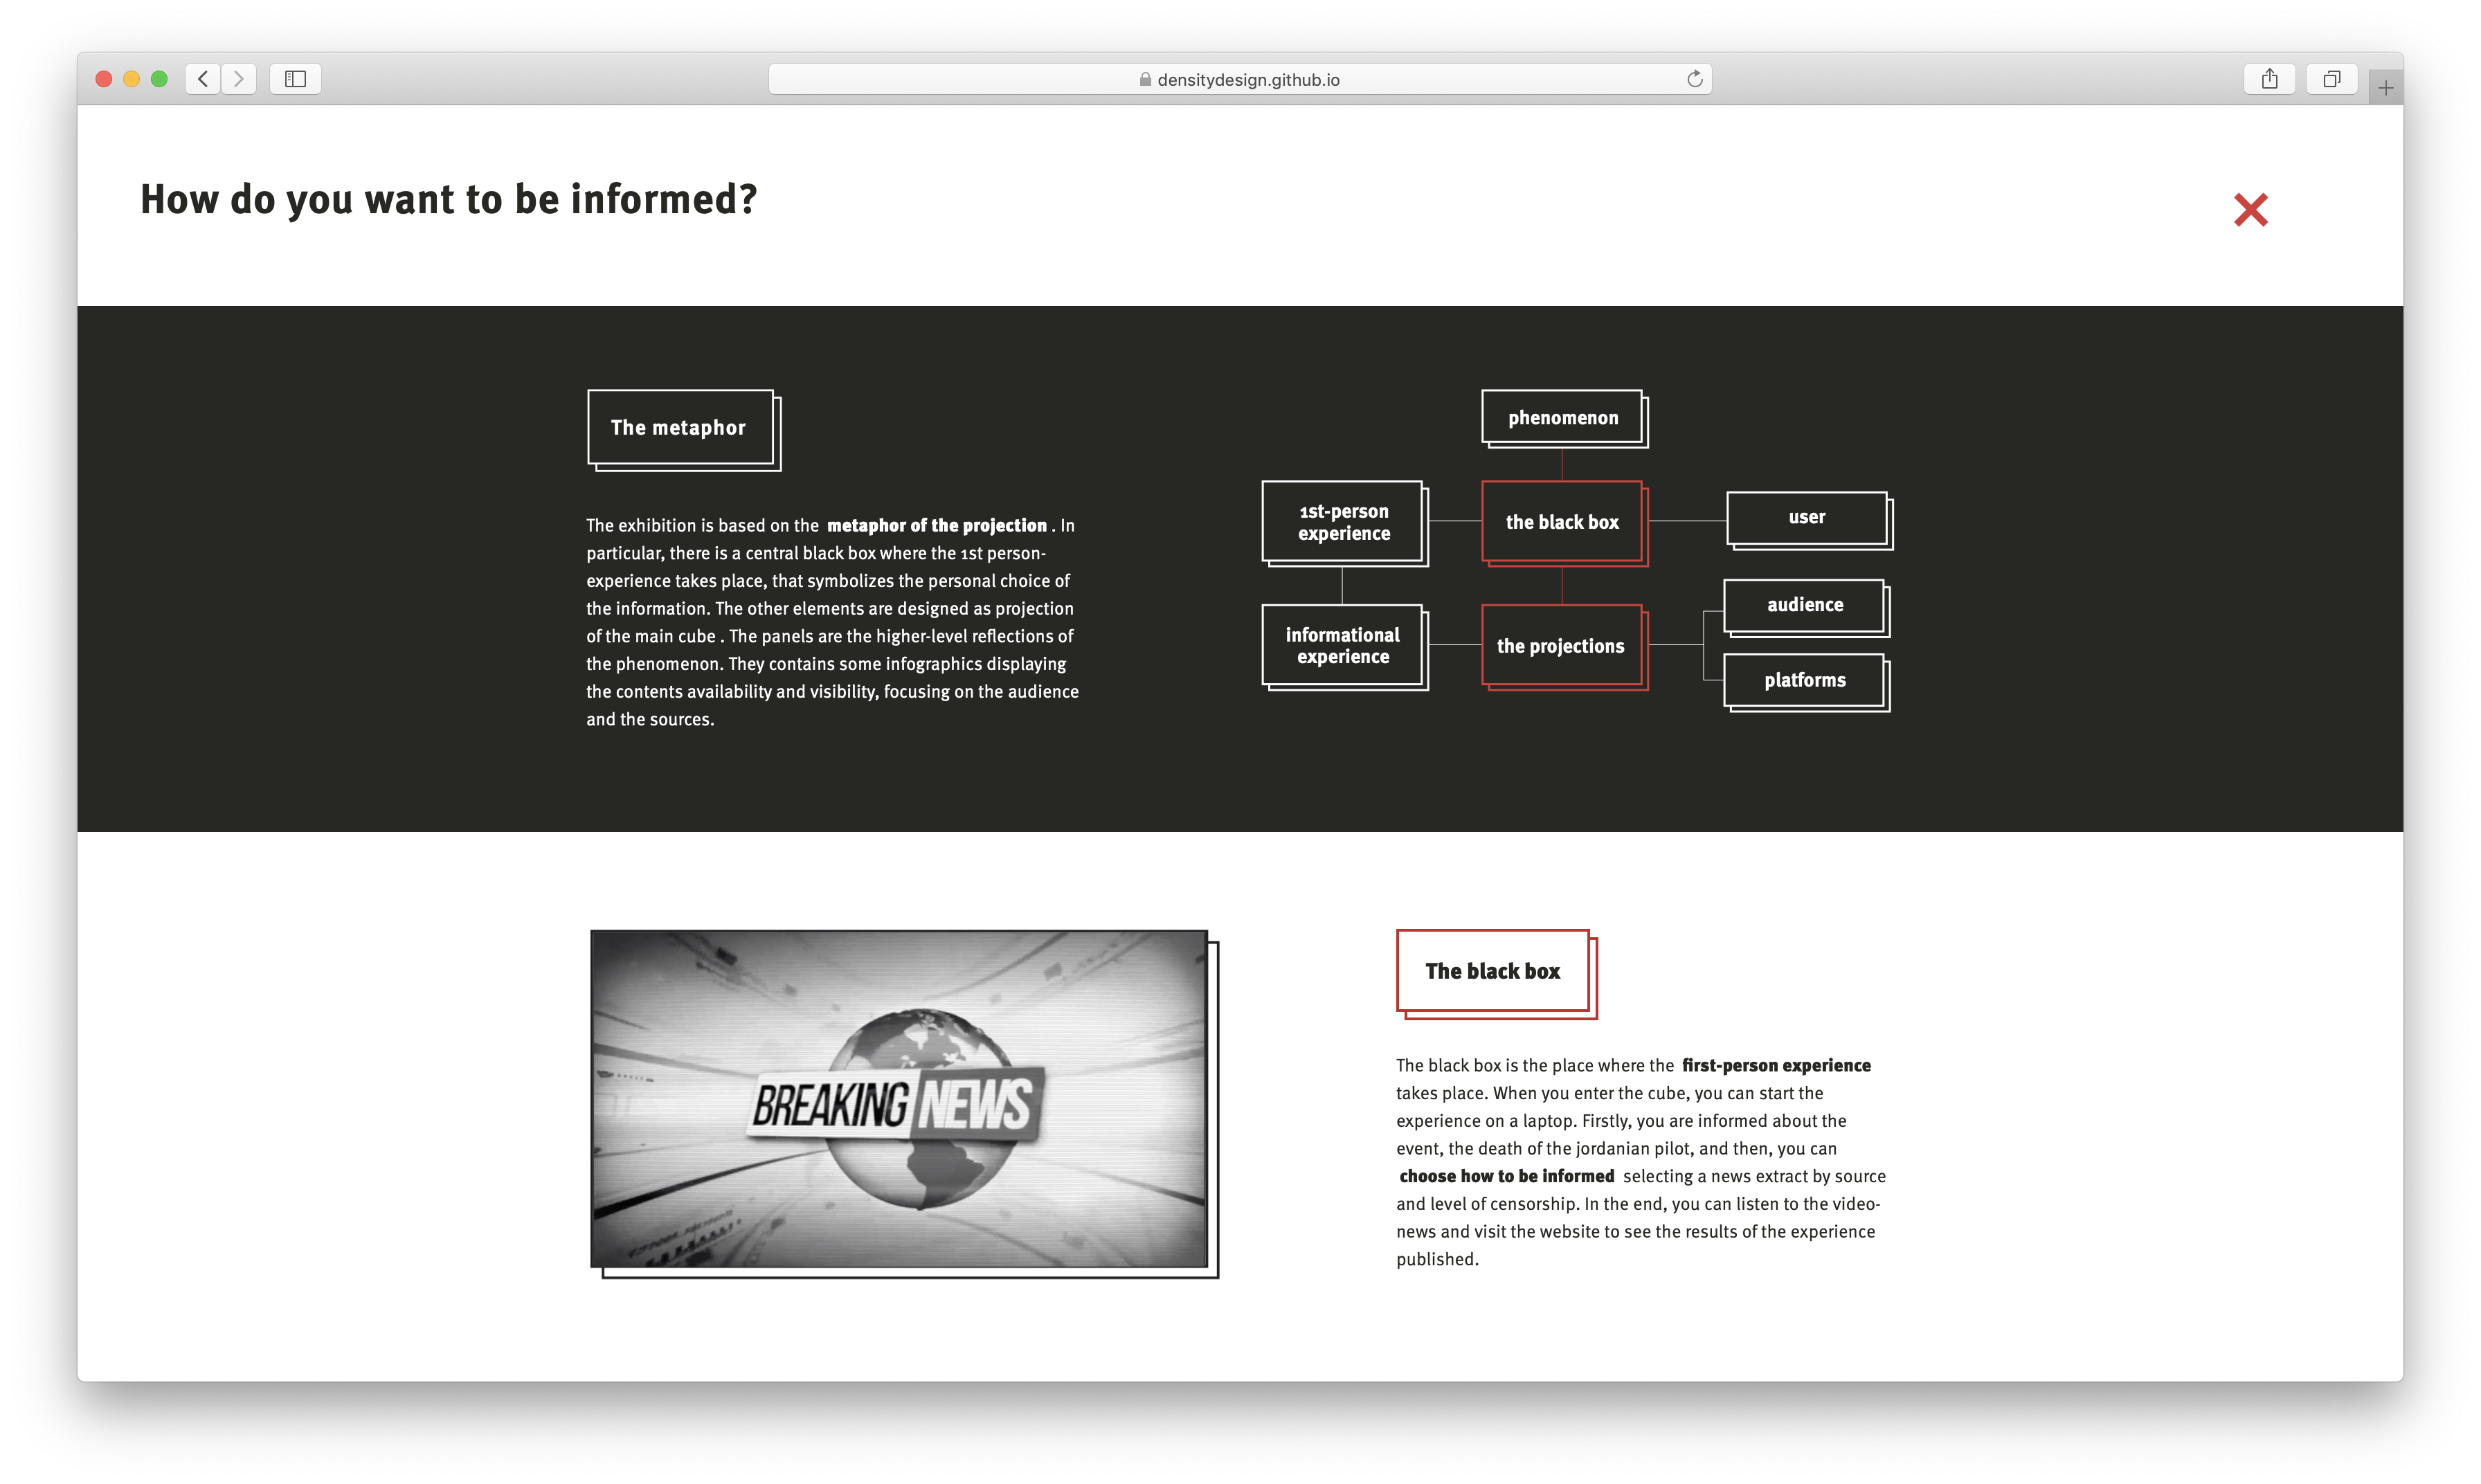 densitydesign.github.io
How do you want to be informed?
The metaphor
The exhibition is based on the metaphor of the projection . In
particular, there is a central black box where the 1st person-
experience takes place, that symbolizes the personal choice of
the information. The other elements are designed as projection
of the main cube . The panels are the higher-level reflections of
the phenomenon. They contains some infographics displaying
the contents availability and visibility, focusing on the audience
and the sources.
phenomenon
1st-person
experience
the black box
user
informational
experience
the projections
audience
platforms
BREAKING NEWS
The black box
The black box is the place where the first-person experience
takes place. When you enter the cube, you can start the
experience on a laptop. Firstly, you are informed about the
event, the death of the jordanian pilot, and then, you can
choose how to be informed selecting a news extract by source
and level of censorship. In the end, you can listen to the video-
news and visit the website to see the results of the experience
published.